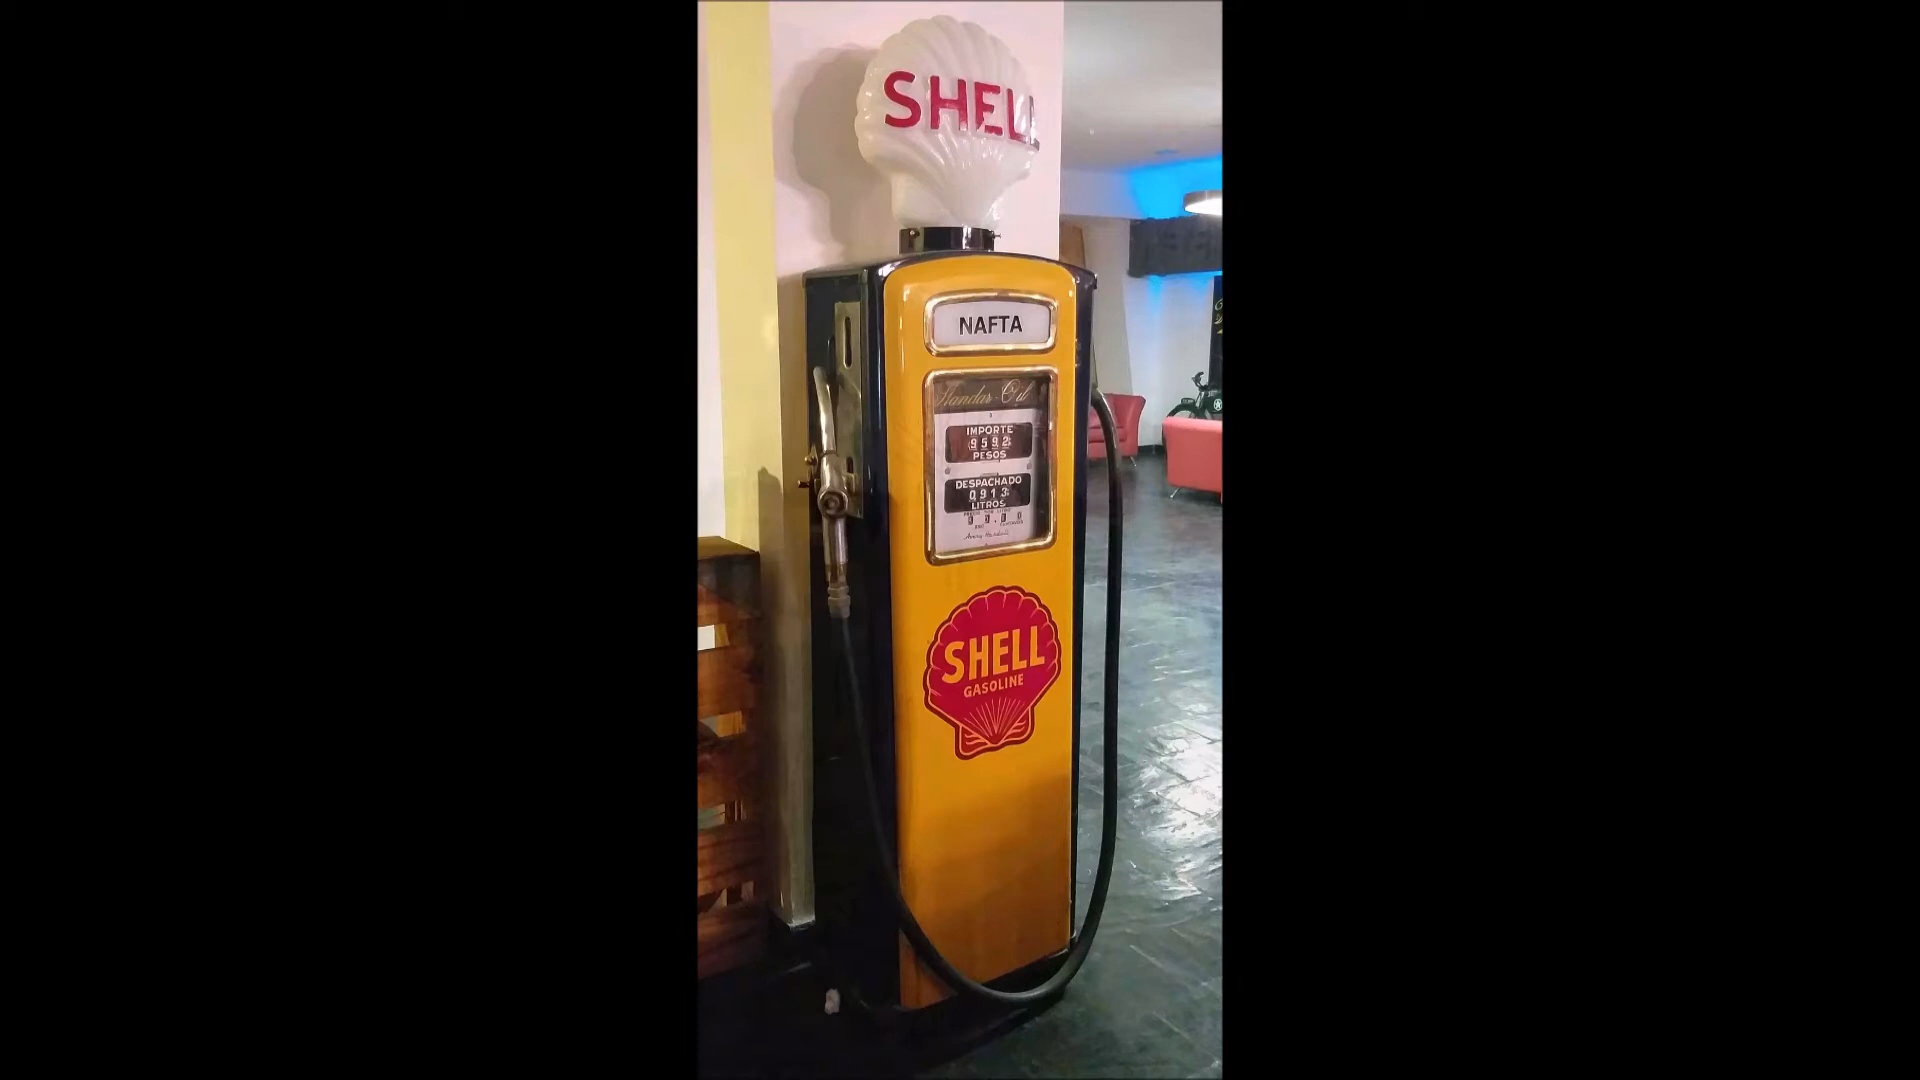 SHELL
NAFTA
IMPORTE
9592
PESOS
DESPACHADO
0913
LITROS
SHELL
GASOLINE